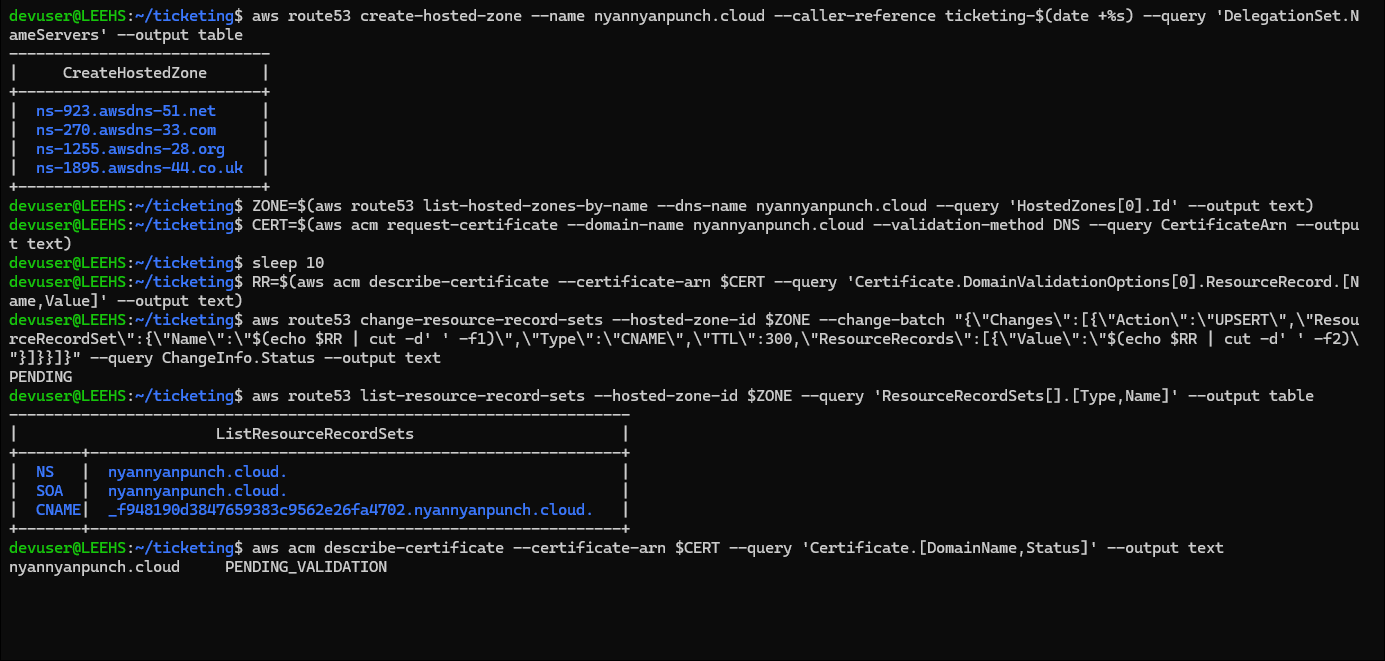 devuser@LEEHS:~/ticketing$ aws route53 create-hosted-zone --name nyannyanpunch.cloud --caller-reference ticketing-$(date +%s) --query 'DelegationSet.N
ameServers' --output table
-----------------------------
|     CreateHostedZone      |
+---------------------------+
|  ns-923.awsdns-51.net     |
|  ns-270.awsdns-33.com     |
|  ns-1255.awsdns-28.org    |
|  ns-1895.awsdns-44.co.uk  |
+---------------------------+
devuser@LEEHS:~/ticketing$ ZONE=$(aws route53 list-hosted-zones-by-name --dns-name nyannyanpunch.cloud --query 'HostedZones[0].Id' --output text)
devuser@LEEHS:~/ticketing$ CERT=$(aws acm request-certificate --domain-name nyannyanpunch.cloud --validation-method DNS --query CertificateArn --outpu
t text)
devuser@LEEHS:~/ticketing$ sleep 10
devuser@LEEHS:~/ticketing$ RR=$(aws acm describe-certificate --certificate-arn $CERT --query 'Certificate.DomainValidationOptions[0].ResourceRecord.[N
ame,Value]' --output text)
devuser@LEEHS:~/ticketing$ aws route53 change-resource-record-sets --hosted-zone-id $ZONE --change-batch "{\"Changes\":[{\"Action\":\"UPSERT\",\"Resou
rceRecordSet\":{\"Name\":\"$(echo $RR | cut -d' ' -f1)\",\"Type\":\"CNAME\",\"TTL\":300,\"ResourceRecords\":[{\"Value\":\"$(echo $RR | cut -d' ' -f2)\
"}]}}]}" --query ChangeInfo.Status --output text
PENDING
devuser@LEEHS:~/ticketing$ aws route53 list-resource-record-sets --hosted-zone-id $ZONE --query 'ResourceRecordSets[].[Type,Name]' --output table
---------------------------------------------------------------------
|                      ListResourceRecordSets                       |
+-------+-----------------------------------------------------------+
|  NS   |  nyannyanpunch.cloud.                                     |
|  SOA  |  nyannyanpunch.cloud.                                     |
|  CNAME|  _f948190d3847659383c9562e26fa4702.nyannyanpunch.cloud.   |
+-------+-----------------------------------------------------------+
devuser@LEEHS:~/ticketing$ aws acm describe-certificate --certificate-arn $CERT --query 'Certificate.[DomainName,Status]' --output text
nyannyanpunch.cloud     PENDING_VALIDATION